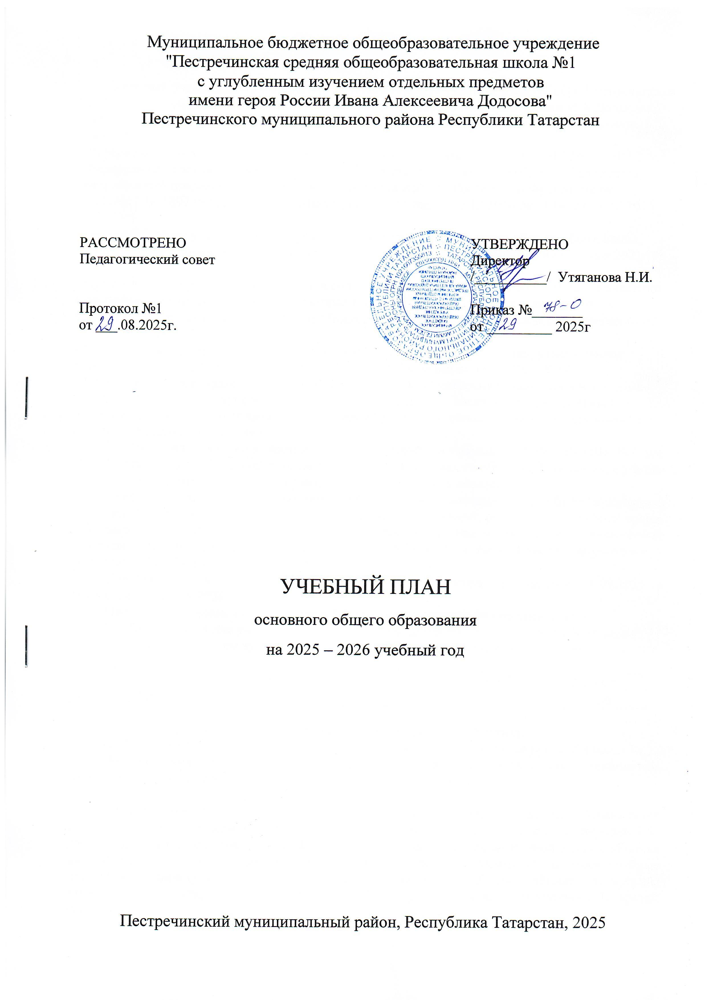 Муниципальное бюджетное общеобразовательное учреждение
"Пестречинская средняя общеобразовательная школа №1
с углубленным изучением отдельных предметов
имени героя России Ивана Алексеевича Додосова"
Пестречинского муниципального района Республики Татарстан
РАССМОТРЕНО
Педагогический совет
Протокол №1
от 29.08.2025г.
УТВЕРЖДЕНО
Директор
/__________/ Утяганова Н.И.
Приказ № 78-О
от 29 2025г
УЧЕБНЫЙ ПЛАН
основного общего образования
на 2025 – 2026 учебный год
Пестречинский муниципальный район, Республика Татарстан, 2025